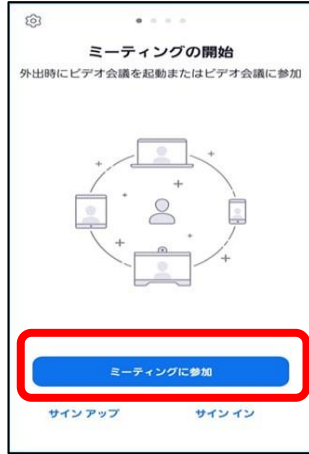 ミーティングの開始
外出時にビデオ会議を起動またはビデオ会議に参加
ミーティングに参加
サイン アップ サイン イン